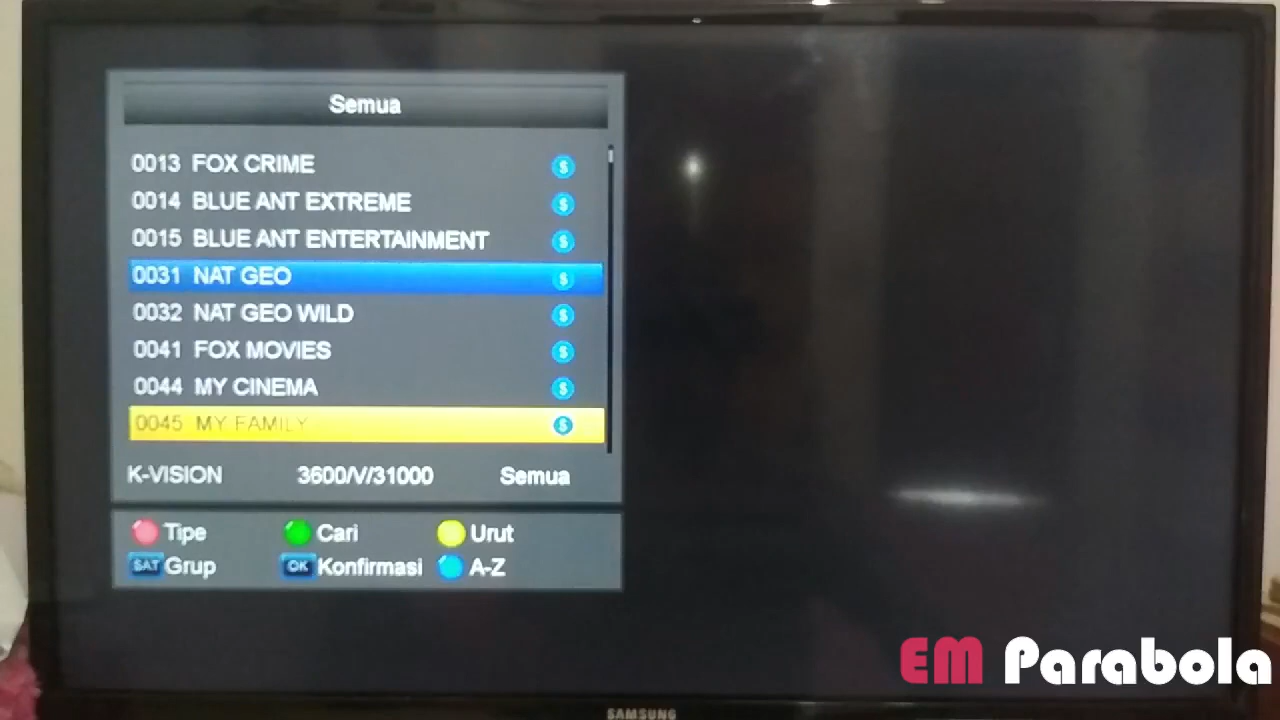 Semua
0013 FOX CRIME $
0014 BLUE ANT EXTREME $
0015 BLUE ANT ENTERTAINMENT $
0031 NAT GEO $
0032 NAT GEO WILD $
0041 FOX MOVIES $
0044 MY CINEMA $
0045 MY FAMILY $
K-VISION 3600/V/31000 Semua
Tipe Cari Urut
SAT Grup OK Konfirmasi A-Z
EM Parabola
SAMSUNG